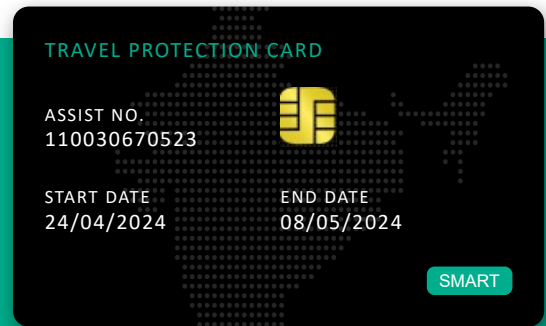 TRAVEL PROTECTION CARD
ASSIST NO.
110030670523
START DATE
24/04/2024
END DATE
08/05/2024
SMART